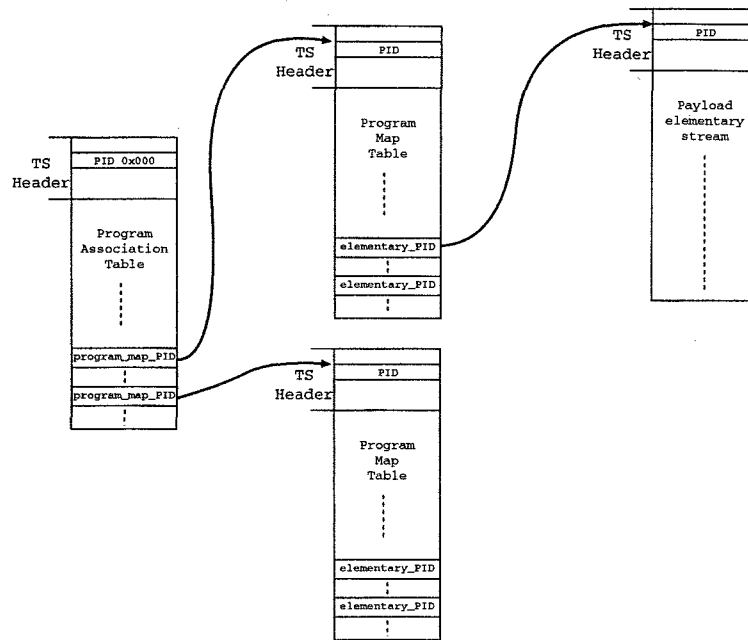 TS
Header
PID 0x000
Program
Association
Table
program_map_PID
program_map_PID
TS
Header
PID
Program
Map
Table
elementary_PID
elementary_PID
TS
Header
PID
Payload
elementary
stream
TS
Header
PID
Program
Map
Table
elementary_PID
elementary_PID